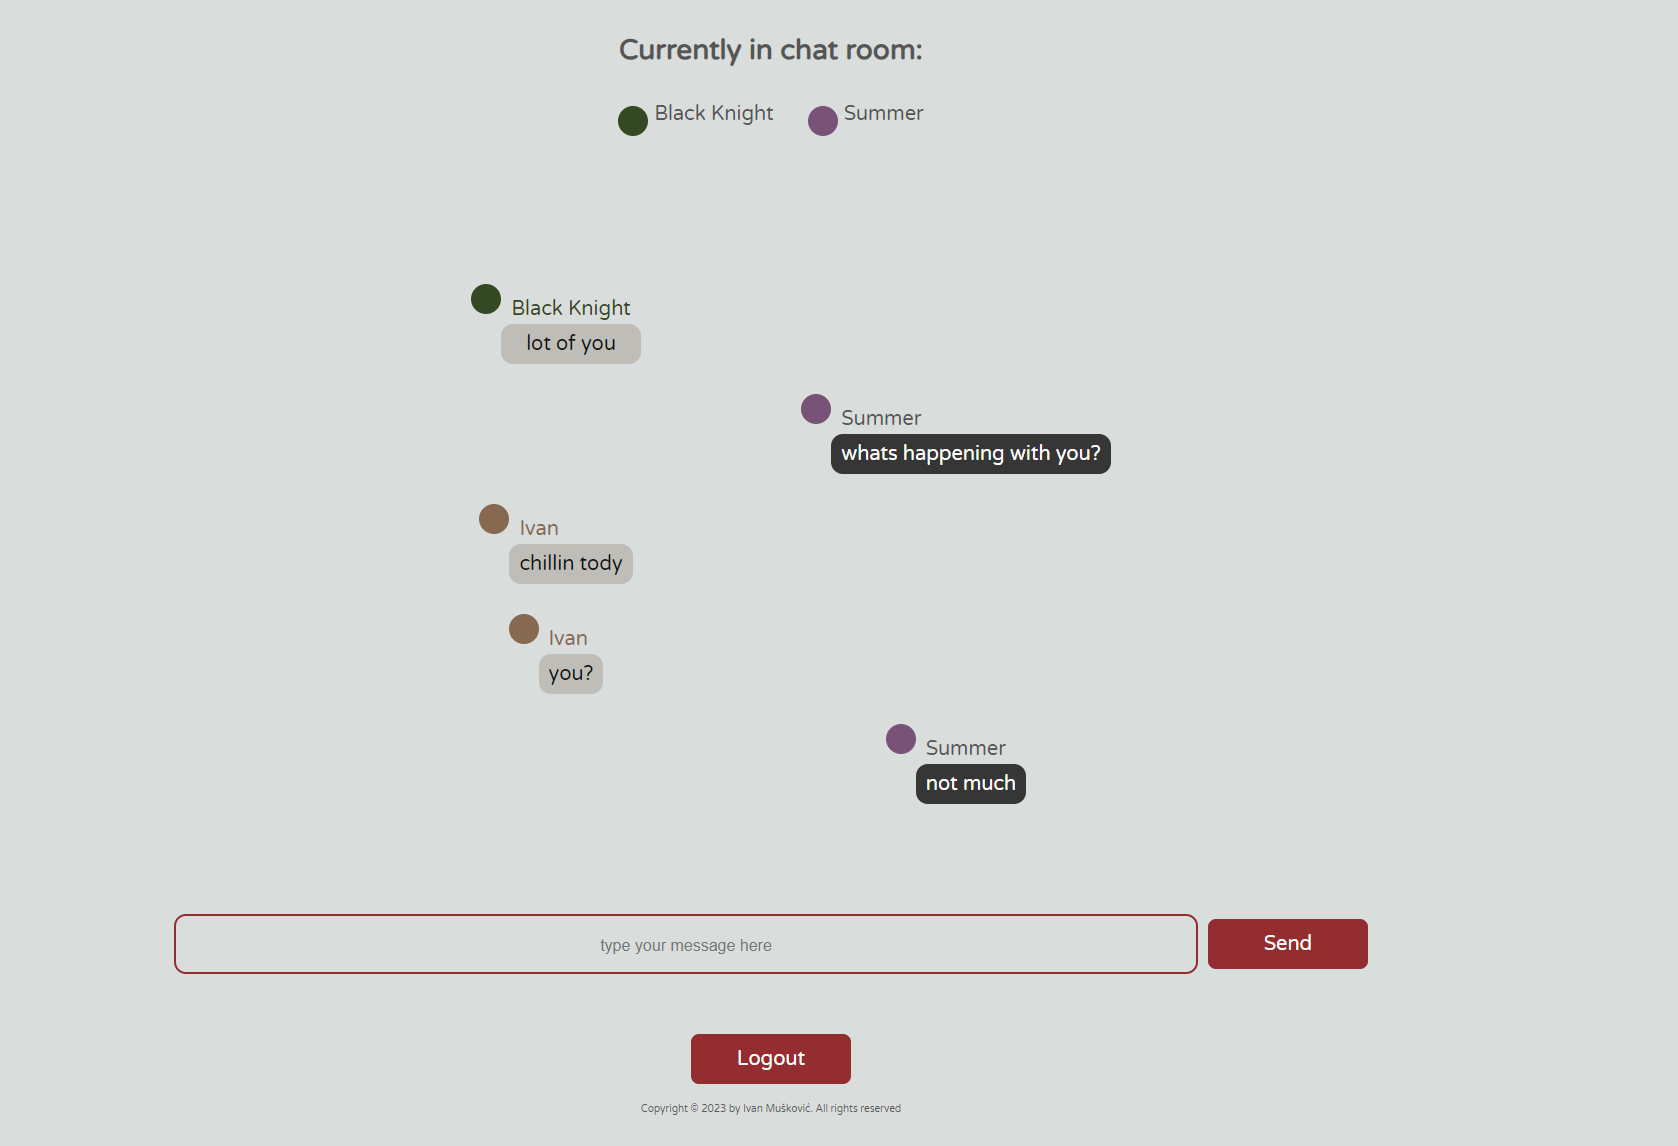 Currently in chat room:
Black Knight Summer
Black Knight
lot of you
Summer
whats happening with you?
Ivan
chillin tody
Ivan
you?
Summer
not much
type your message here
Send
Logout
Copyright © 2023 by Ivan Mušković. All rights reserved